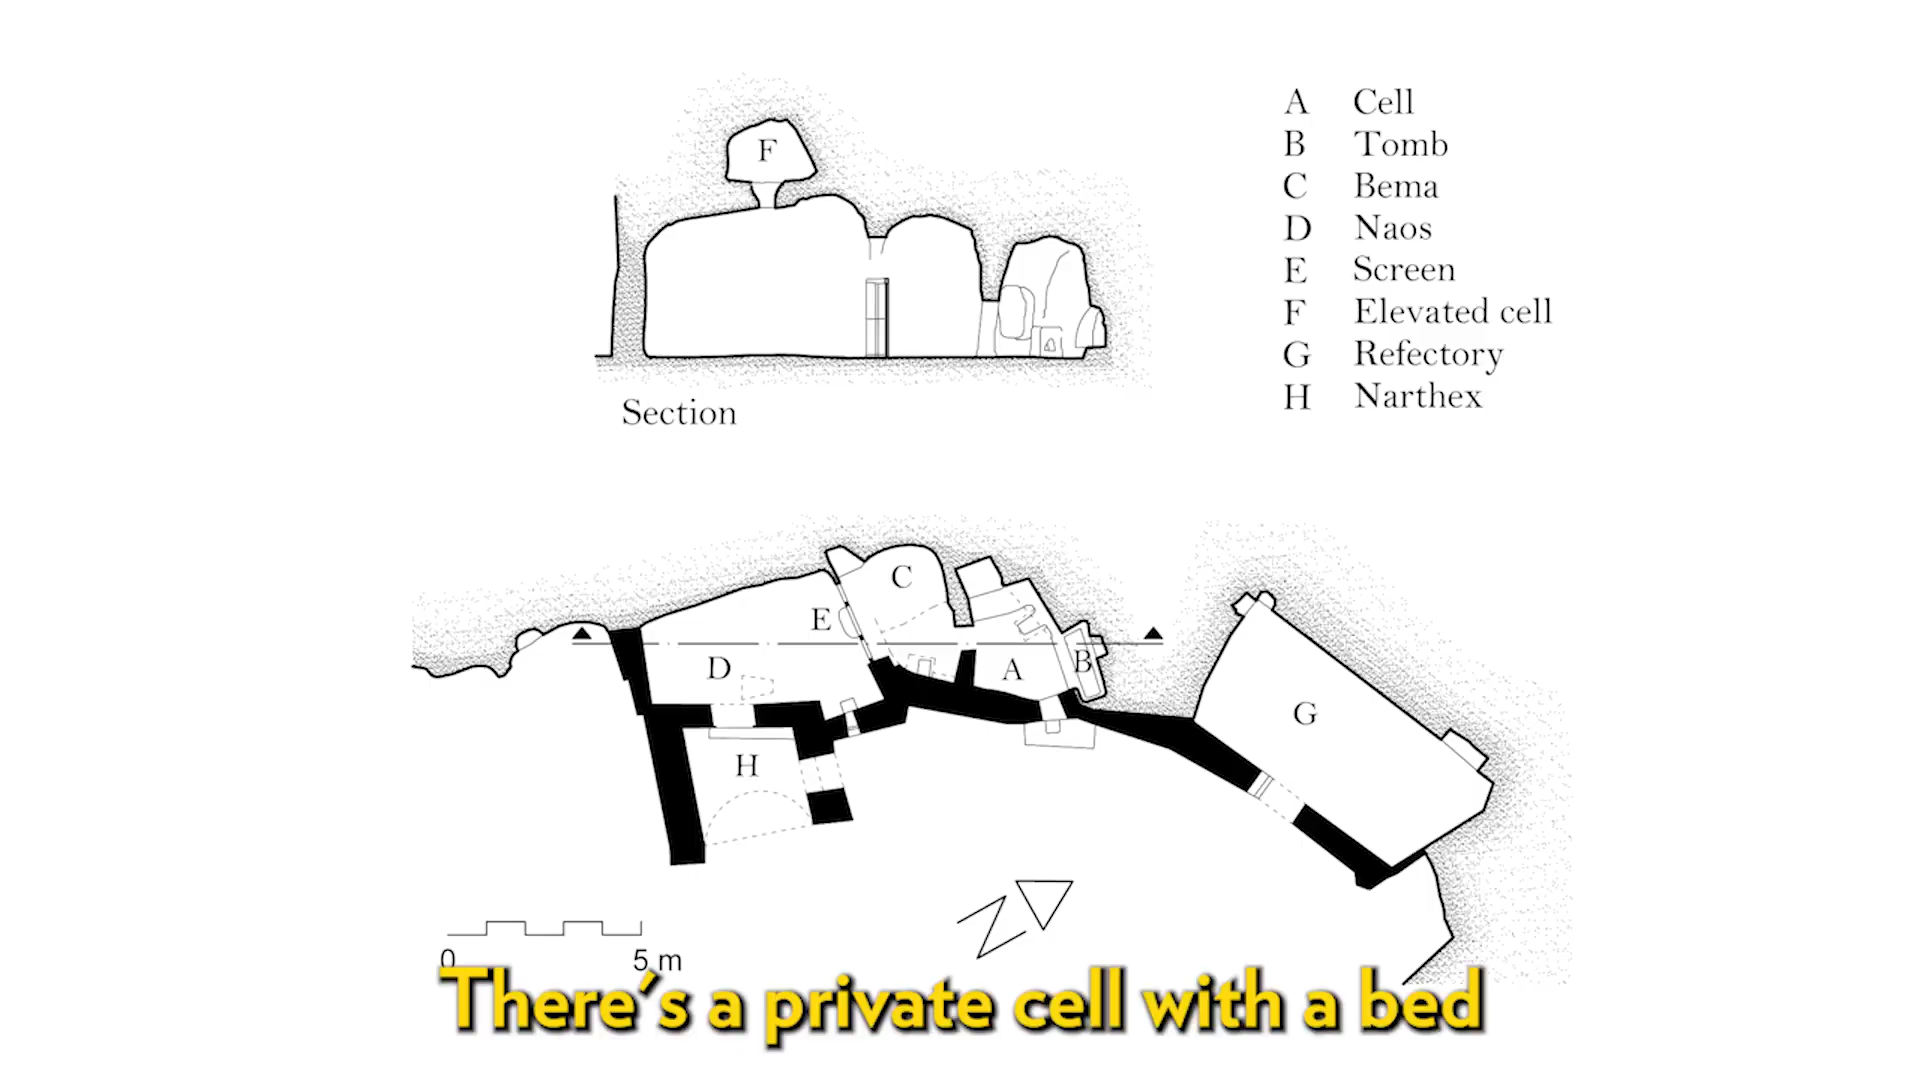 A Cell
B Tomb
C Bema
D Naos
E Screen
F Elevated cell
G Refectory
H Narthex
F
Section
C
E
D
A
B
G
H
N
0 5 m
There's a private cell with a bed